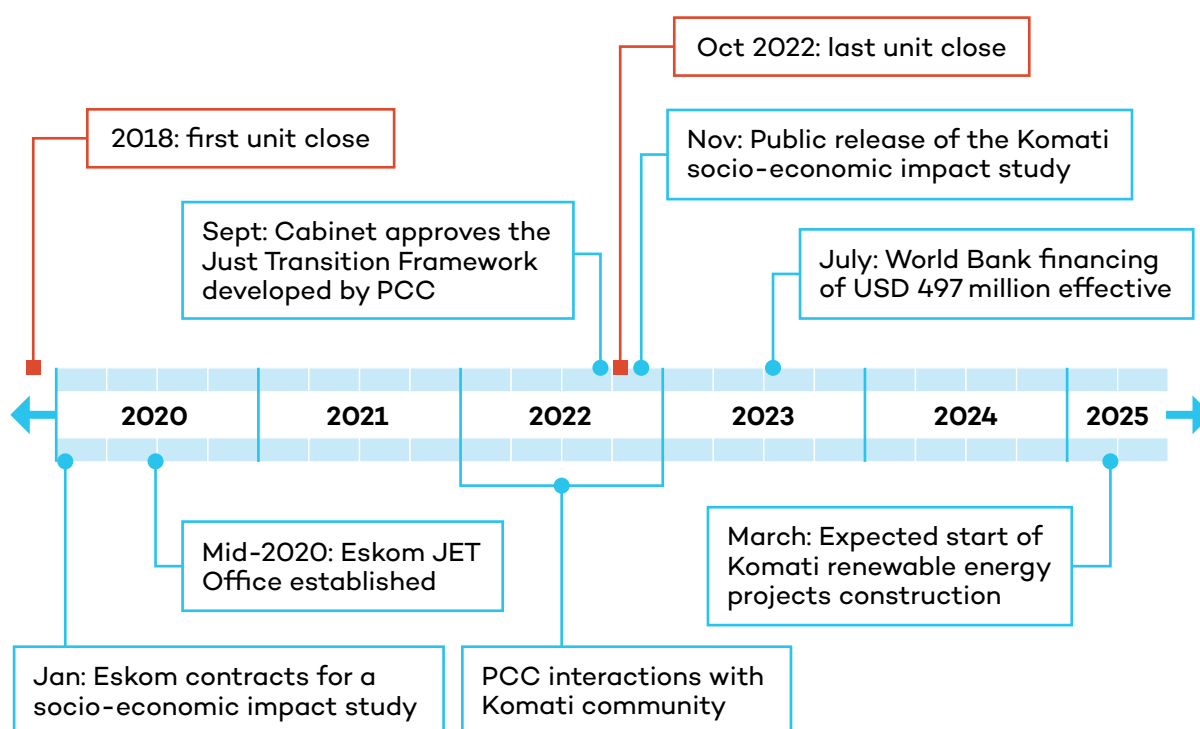 Oct 2022: last unit close
2018: first unit close
Nov: Public release of the Komati
socio-economic impact study
Sept: Cabinet approves the
Just Transition Framework
developed by PCC
July: World Bank financing
of USD 497 million effective
2020
2021
2022
2023
2024
2025
Mid-2020: Eskom JET
Office established
March: Expected start of
Komati renewable energy
projects construction
Jan: Eskom contracts for a
socio-economic impact study
PCC interactions with
Komati community